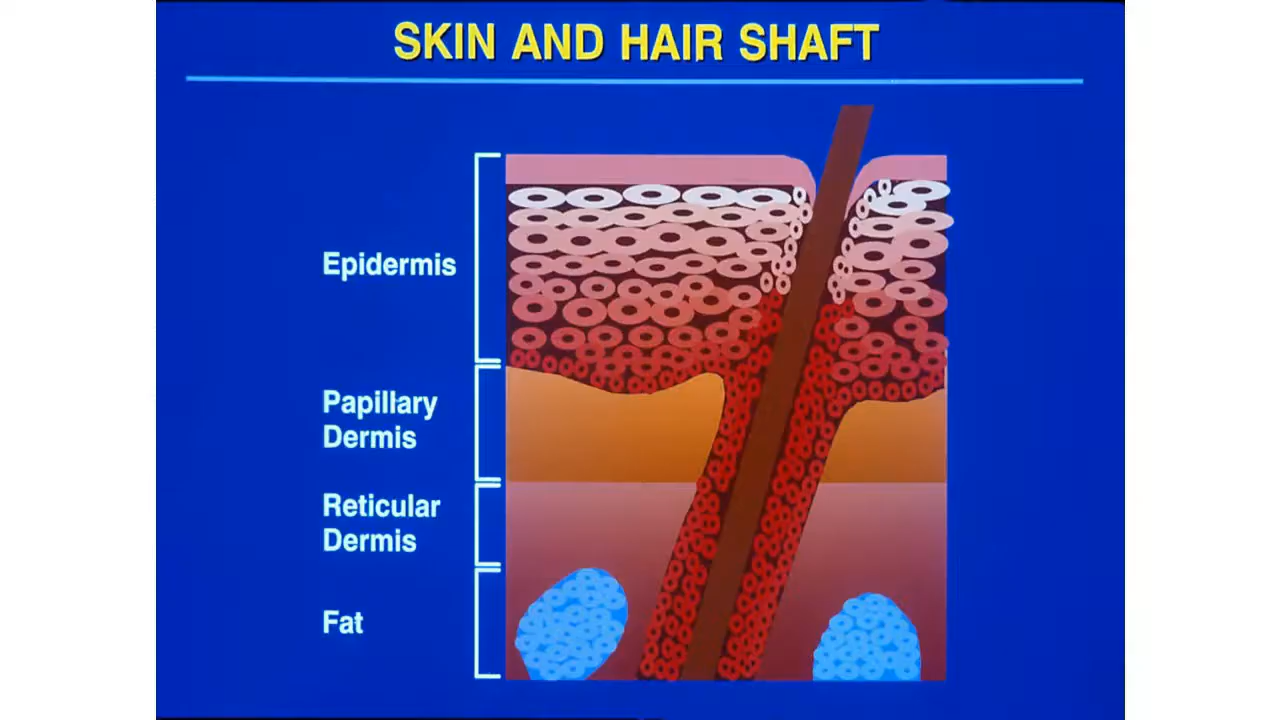 SKIN AND HAIR SHAFT
Epidermis
Papillary
Dermis
Reticular
Dermis
Fat